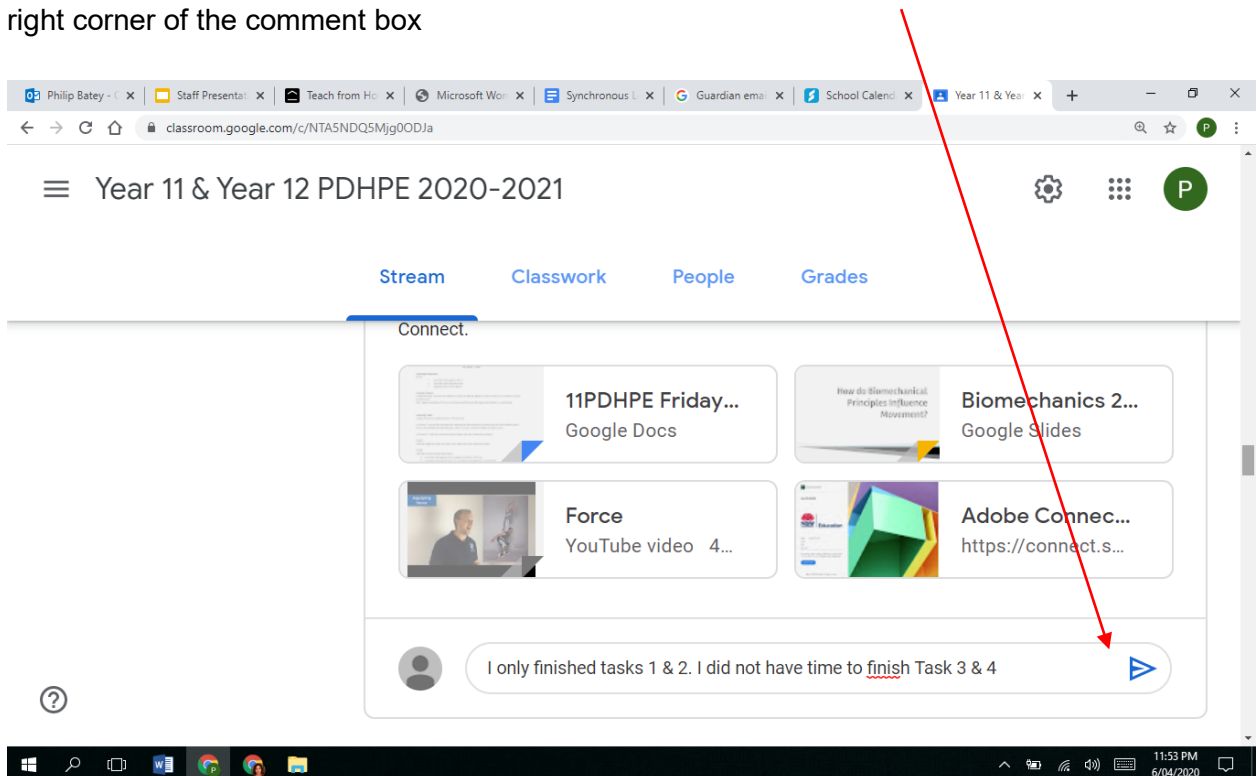 right corner of the comment box
Philip Batey - C
Staff Presentat
Teach from Ho
Microsoft Wor
Synchronous L
Guardian emai
School Calend
Year 11 & Year
classroom.google.com/c/NTA5NDQ5Mjg0ODJa
P
Year 11 & Year 12 PDHPE 2020-2021
P
Stream Classwork People Grades
Connect.
11PDHPE Friday...
Google Docs
How do Biomechanical
Principles Influence
Movement?
Biomechanics 2...
Google Slides
Force
YouTube video 4...
NSW Education
Adobe Connec...
https://connect.s...
I only finished tasks 1 & 2. I did not have time to finish Task 3 & 4
11:53 PM
6/04/2020